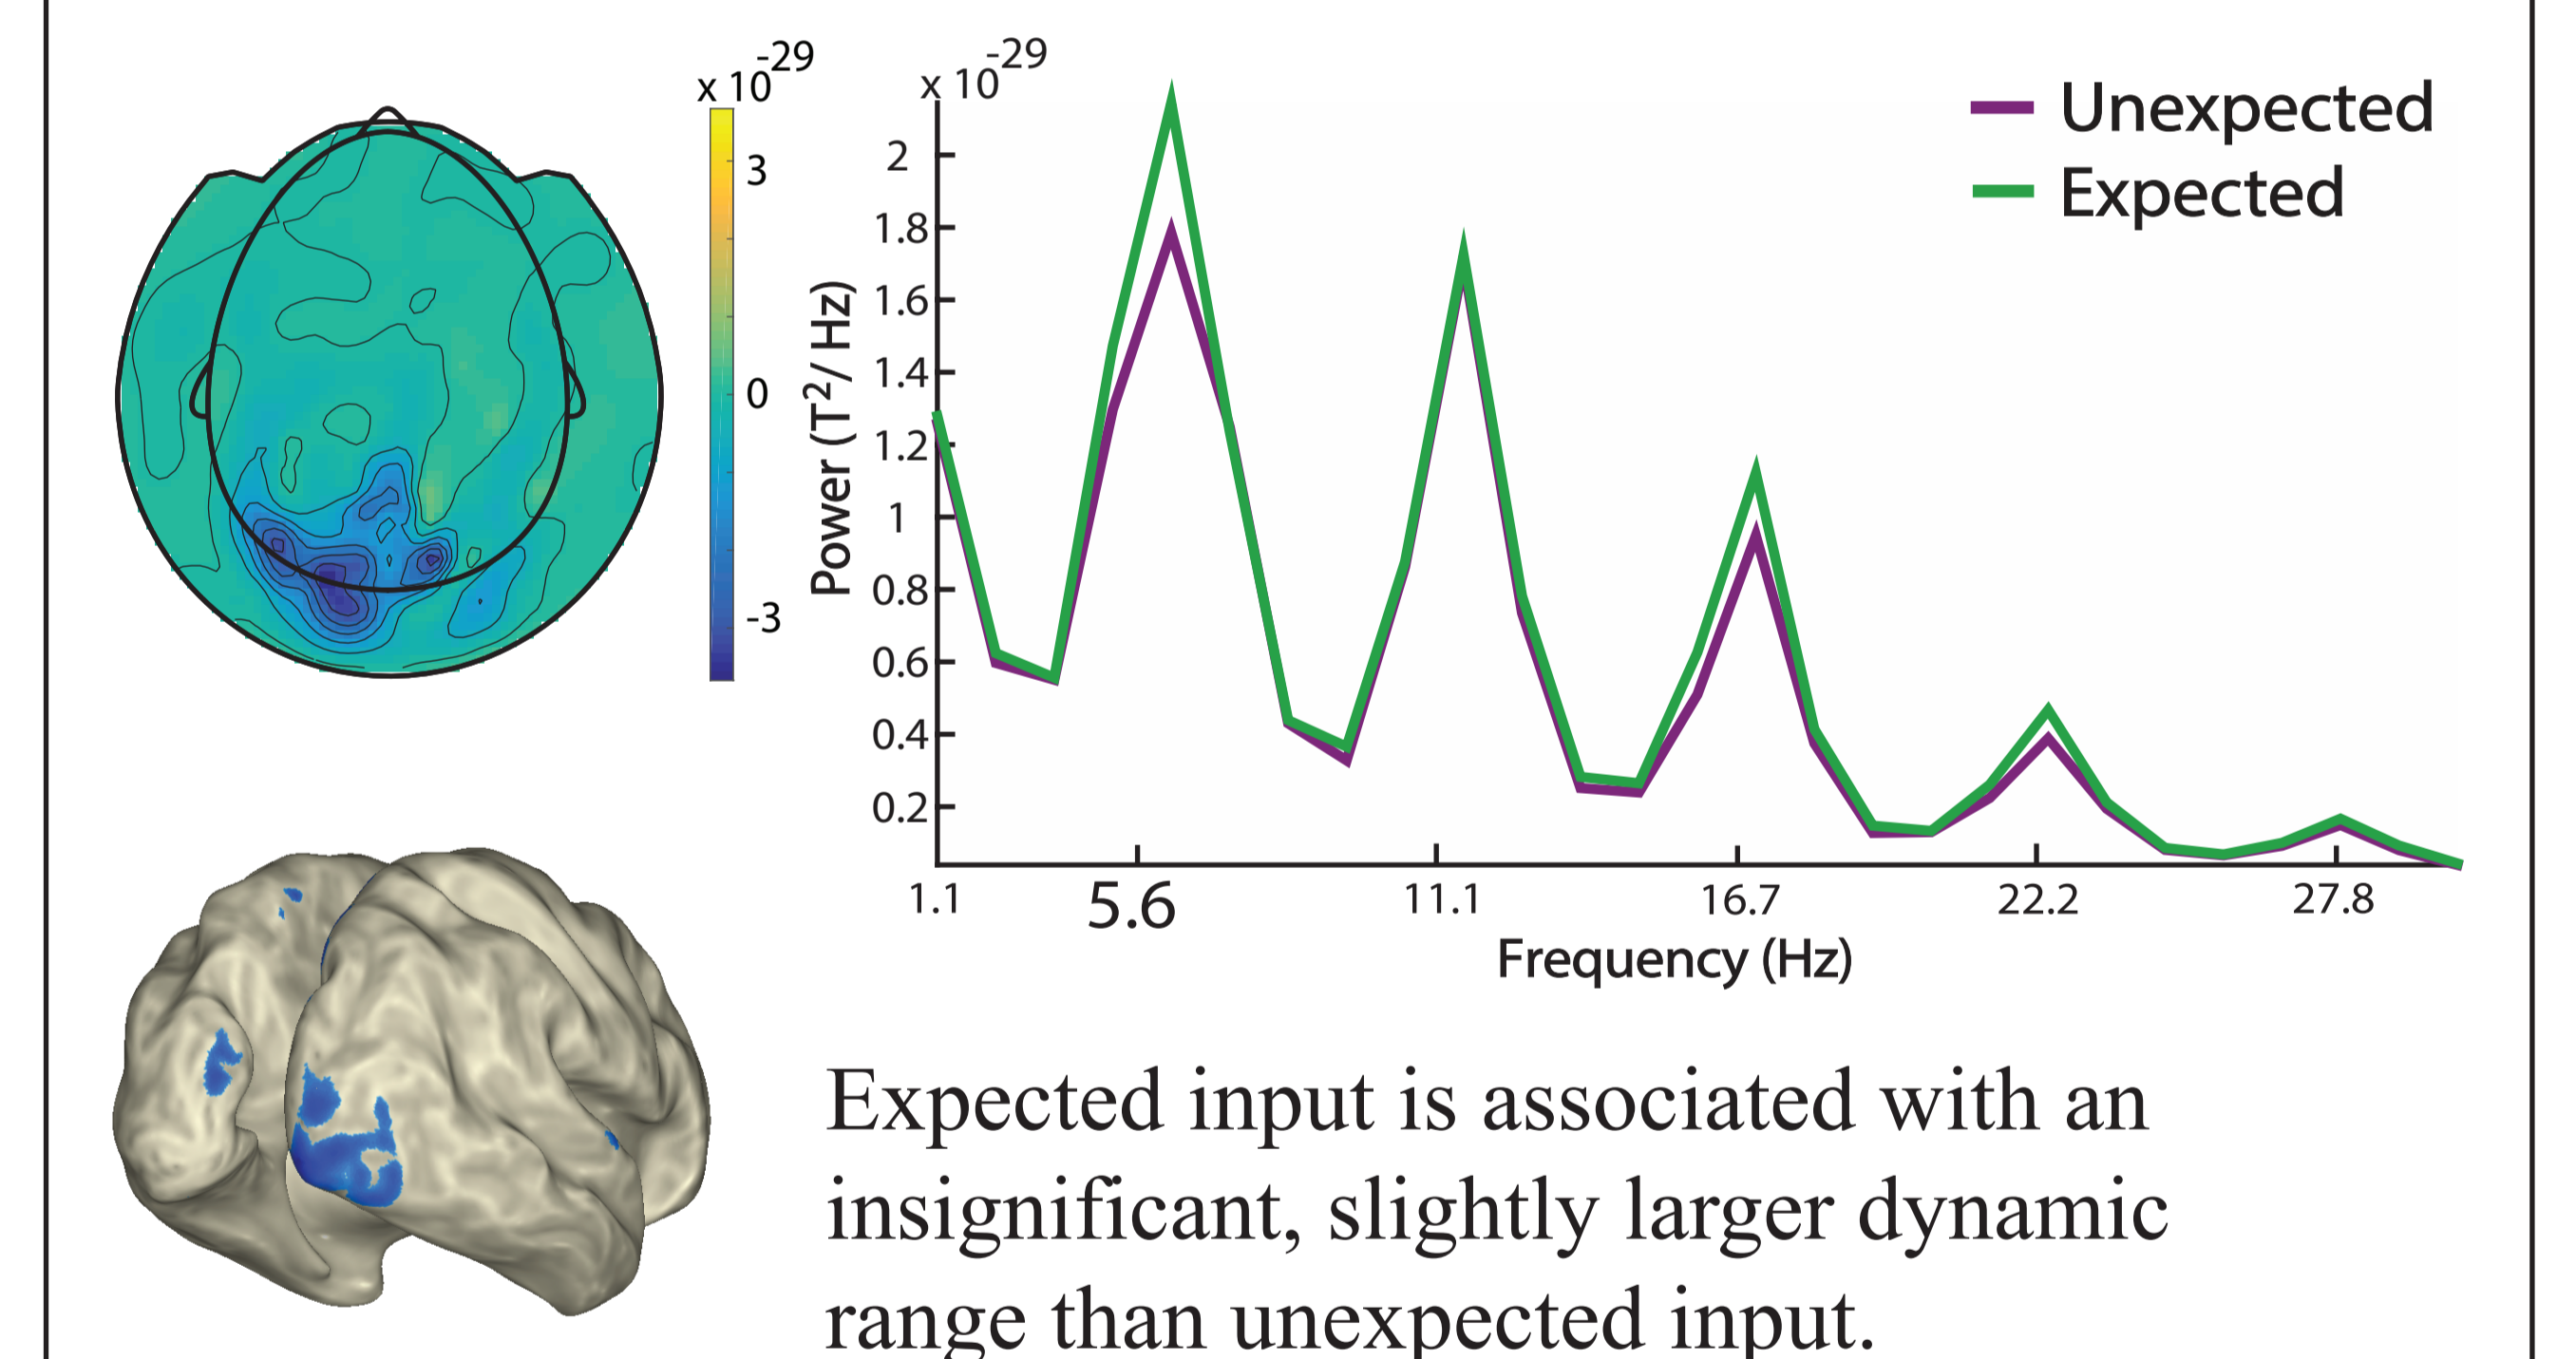 x 10-29
3
0
-3
x 10-29
2
1.8
1.6
1.4
1.2
1
0.8
0.6
0.4
0.2
Power (T2/ Hz)
1.1 5.6 11.1 16.7 22.2 27.8
Frequency (Hz)
Unexpected
Expected
Expected input is associated with an
insignificant, slightly larger dynamic
range than unexpected input.